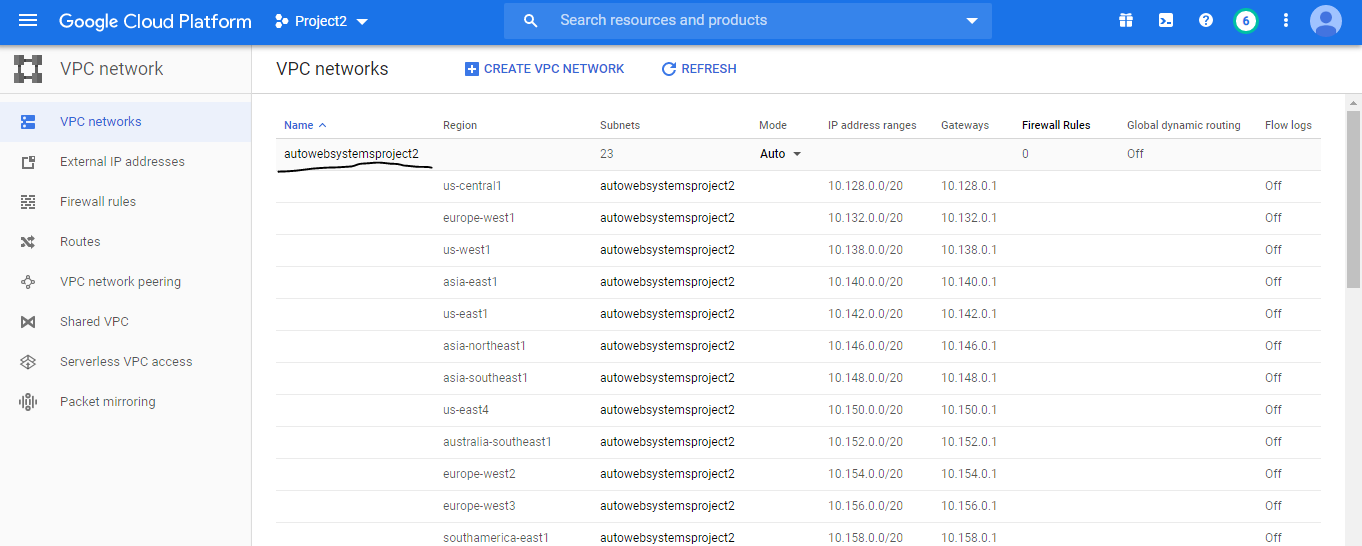 Google Cloud Platform Project2 Search resources and products 6
VPC network
VPC networks
External IP addresses
Firewall rules
Routes
VPC network peering
Shared VPC
Serverless VPC access
Packet mirroring
VPC networks CREATE VPC NETWORK REFRESH
Name Region Subnets Mode IP address ranges Gateways Firewall Rules Global dynamic routing Flow logs
autowebsystemsproject2 23 Auto 0 Off
us-central1 autowebsystemsproject2 10.128.0.0/20 10.128.0.1 Off
europe-west1 autowebsystemsproject2 10.132.0.0/20 10.132.0.1 Off
us-west1 autowebsystemsproject2 10.138.0.0/20 10.138.0.1 Off
asia-east1 autowebsystemsproject2 10.140.0.0/20 10.140.0.1 Off
us-east1 autowebsystemsproject2 10.142.0.0/20 10.142.0.1 Off
asia-northeast1 autowebsystemsproject2 10.146.0.0/20 10.146.0.1 Off
asia-southeast1 autowebsystemsproject2 10.148.0.0/20 10.148.0.1 Off
us-east4 autowebsystemsproject2 10.150.0.0/20 10.150.0.1 Off
australia-southeast1 autowebsystemsproject2 10.152.0.0/20 10.152.0.1 Off
europe-west2 autowebsystemsproject2 10.154.0.0/20 10.154.0.1 Off
europe-west3 autowebsystemsproject2 10.156.0.0/20 10.156.0.1 Off
southamerica-east1 autowebsystemsproject2 10.158.0.0/20 10.158.0.1 Off